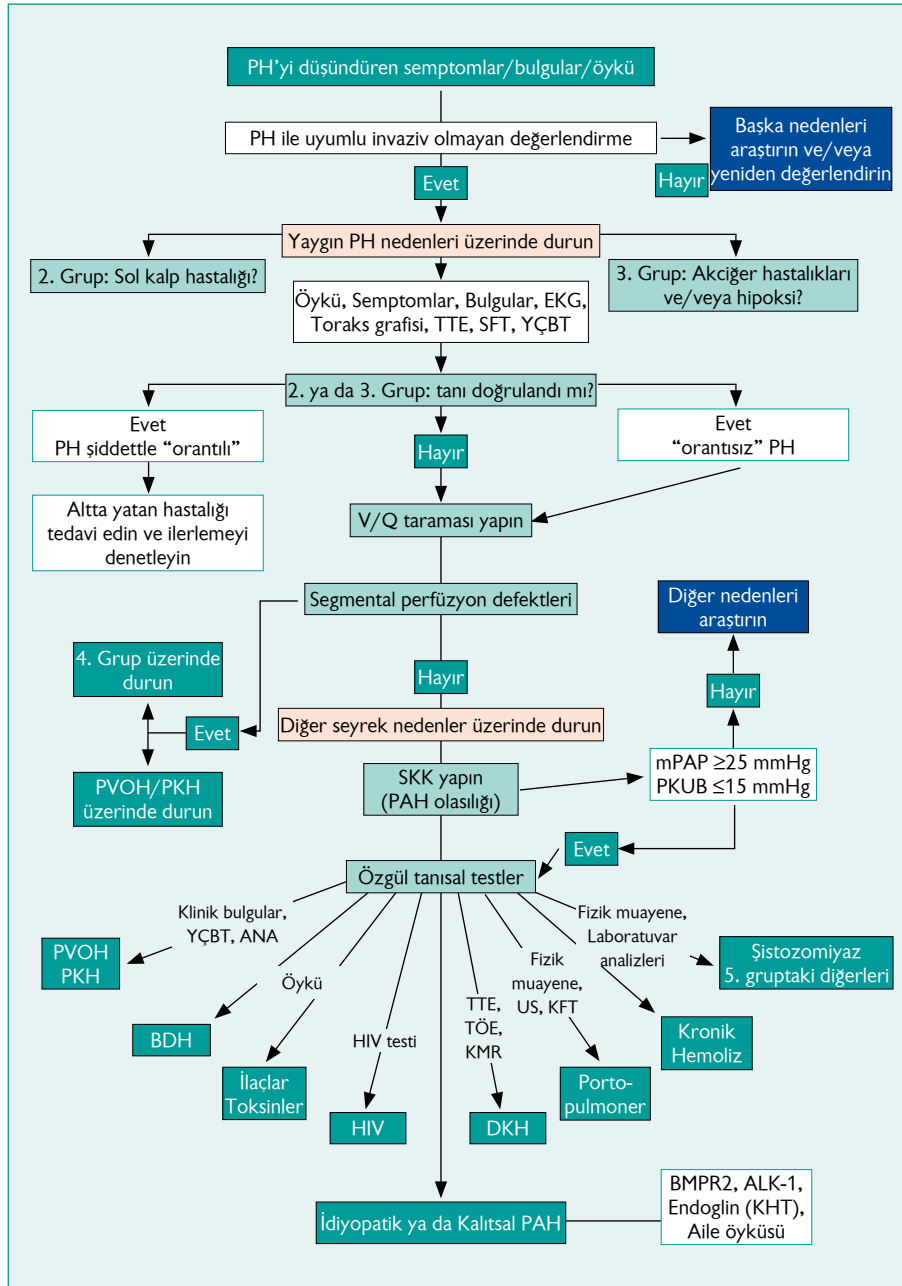 PH'yi düşündüren semptomlar/bulgular/öykü
PH ile uyumlu invaziv olmayan değerlendirme
Başka nedenleri
araştırın ve/veya
yeniden değerlendirin
Evet
Hayır
Yaygın PH nedenleri üzerinde durun
2. Grup: Sol kalp hastalığı?
3. Grup: Akciğer hastalıkları
ve/veya hipoksi?
Öykü, Semptomlar, Bulgular, EKG,
Toraks grafisi, TTE, SFT, YÇBT
2. ya da 3. Grup: tanı doğrulandı mı?
Evet
PH şiddettle “orantılı”
Hayır
Evet
“orantısız” PH
Altta yatan hastalığı
tedavi edin ve ilerlemeyi
denetleyin
V/Q taraması yapın
Segmental perfüzyon defektleri
Diğer nedenleri
araştırın
4. Grup üzerinde
durun
Hayır
Hayır
Evet
Diğer seyrek nedenler üzerinde durun
PVOH/PKH
üzerinde durun
SKK yapın
(PAH olasılığı)
mPAP ≥25 mmHg
PKUB ≤15 mmHg
Evet
Özgül tanısal testler
Klinik bulgular,
YÇBT, ANA
Fizik muayene,
Laboratuvar
analizleri
PVOH
PKH
Öykü
HIV testi
TTE,
TÖE,
KMR
Fizik
muayene,
US, KFT
Şistozomiyaz
5. gruptaki diğerleri
BDH
İlaçlar
Toksinler
HIV
DKH
Porto-
pulmoner
Kronik
Hemoliz
İdiyopatik ya da Kalıtsal PAH
BMPR2, ALK-1,
Endoglin (KHT),
Aile öyküsü